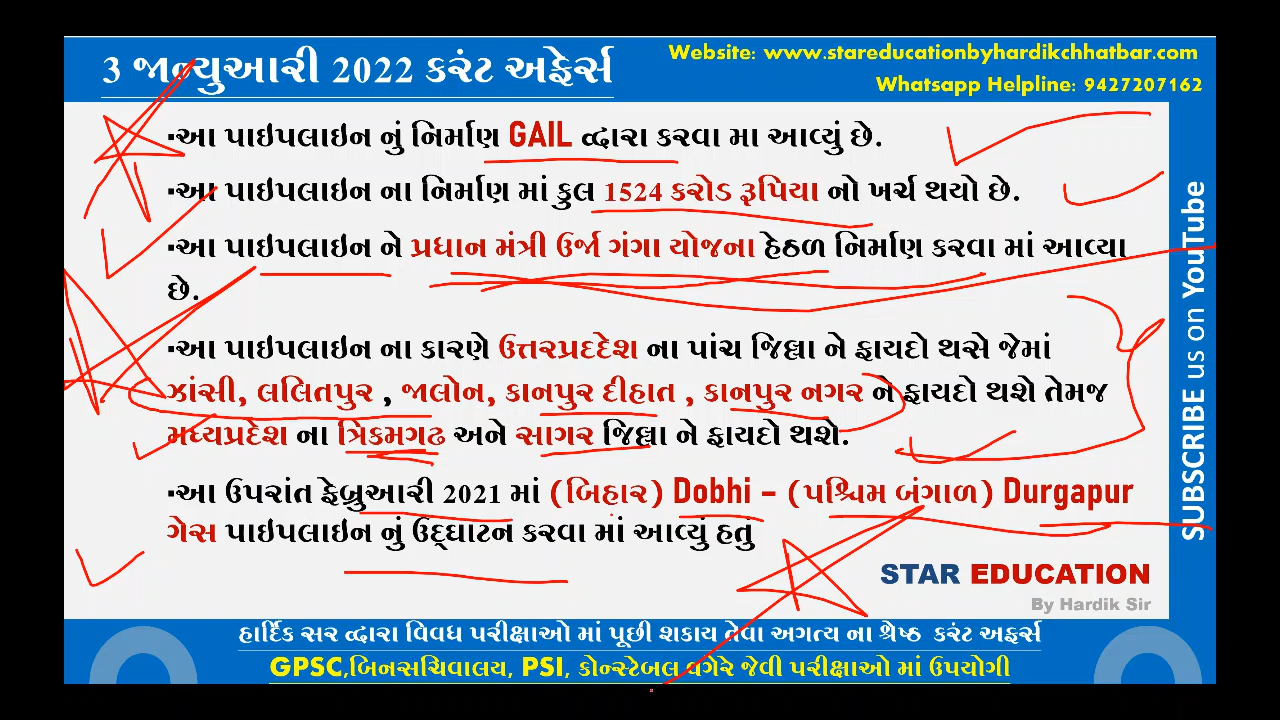 3 જાન્યુઆરી 2022 કરંટ અફેર્સ
Website: www.stareducationbyhardikchhatbar.com
Whatsapp Helpline: 9427207162
▪આ પાઇપલાઇન નું નિર્માણ GAIL દ્વારા કરવા મા આવ્યું છે.
▪આ પાઇપલાઇન ના નિર્માણ માં કુલ 1524 કરોડ રૂપિયા નો ખર્ચ થયો છે.
▪આ પાઇપલાઇન ને પ્રધાન મંત્રી ઉર્જા ગંગા યોજના હેઠળ નિર્માણ કરવા માં આવ્યા
છે.
▪આ પાઇપલાઇન ના કારણે ઉત્તરપ્રદદેશ ના પાંચ જિલ્લા ને ફાયદો થસે જેમાં
ઝાંસી, લલિતપુર , જાલોન, કાનપુર દીહાત , કાનપુર નગર ને ફાયદો થશે તેમજ
મધ્યપ્રદેશ ના ત્રિકમગઢ અને સાગર જિલ્લા ને ફાયદો થશે.
▪આ ઉપરાંત ફેબ્રુઆરી 2021 માં (બિહાર) Dobhi – (પશ્ચિમ બંગાળ) Durgapur
ગેસ પાઇપલાઇન નું ઉદ્ઘાટન કરવા માં આવ્યું હતું
SUBSCRIBE us on YouTube
STAR EDUCATION
By Hardik Sir
હાર્દિક સર દ્વારા વિવધ પરીક્ષાઓ માં પૂછી શકાય તેવા અગત્ય ના શ્રેષ્ઠ કરંટ અફર્સ
GPSC,બિનસચિવાલય, PSI, કોન્સ્ટેબલ વગેરે જેવી પરીક્ષાઓ માં ઉપયોગી